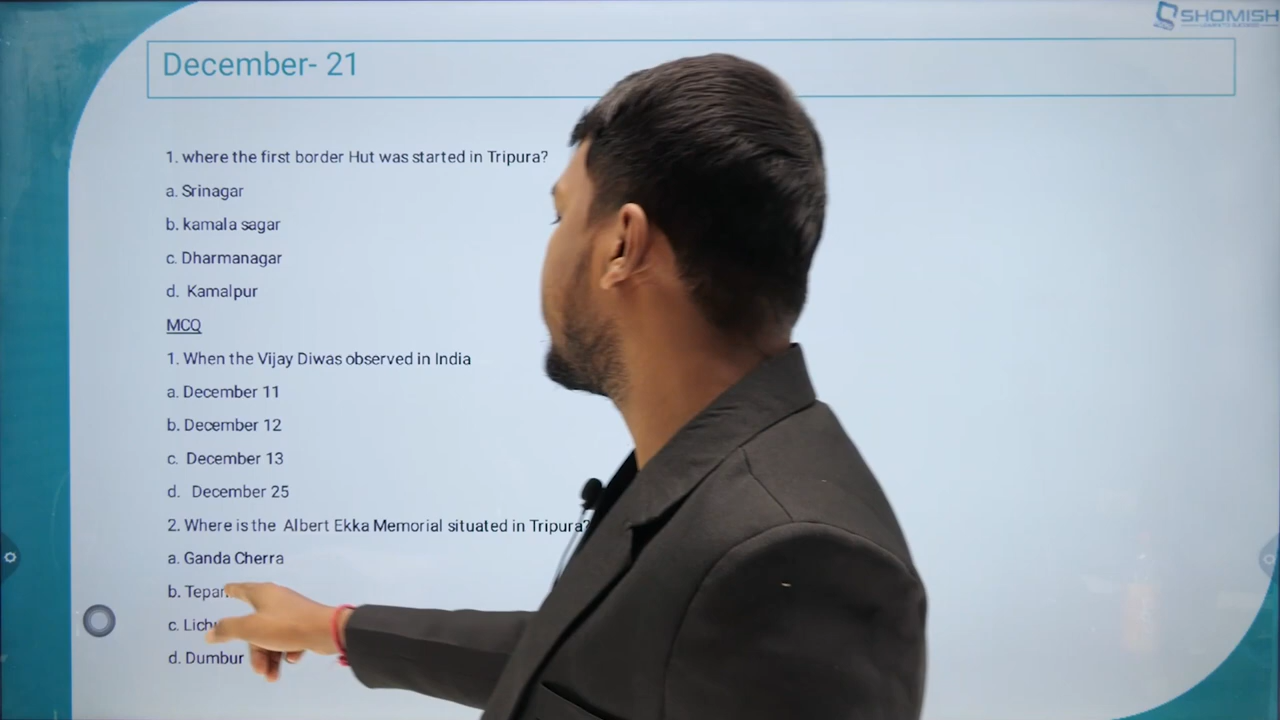 SHOMISH
December- 21
1. where the first border Hut was started in Tripura?
a. Srinagar
b. kamala sagar
c. Dharmanagar
d. Kamalpur
MCQ
1. When the Vijay Diwas observed in India
a. December 11
b. December 12
c. December 13
d. December 25
2. Where is the Albert Ekka Memorial situated in Tripura?
a. Ganda Cherra
b.
c.
d. Dumbur